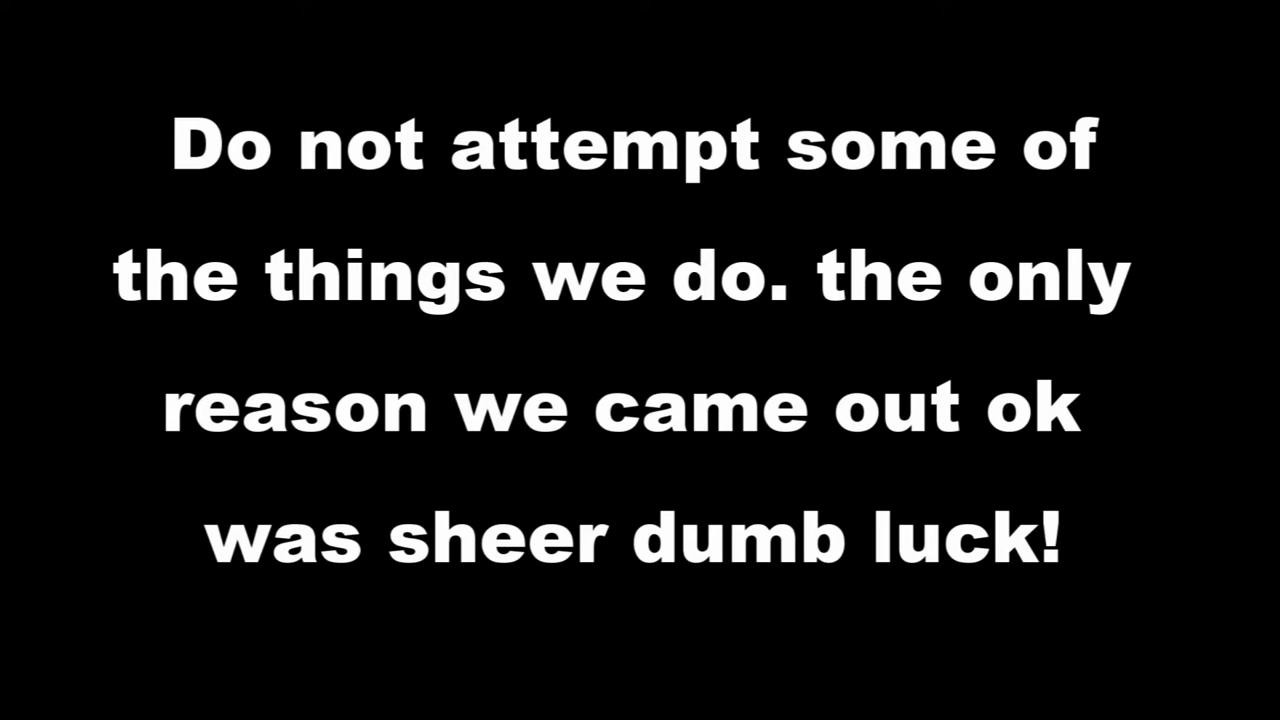 Do not attempt some of
the things we do. the only
reason we came out ok
was sheer dumb luck!